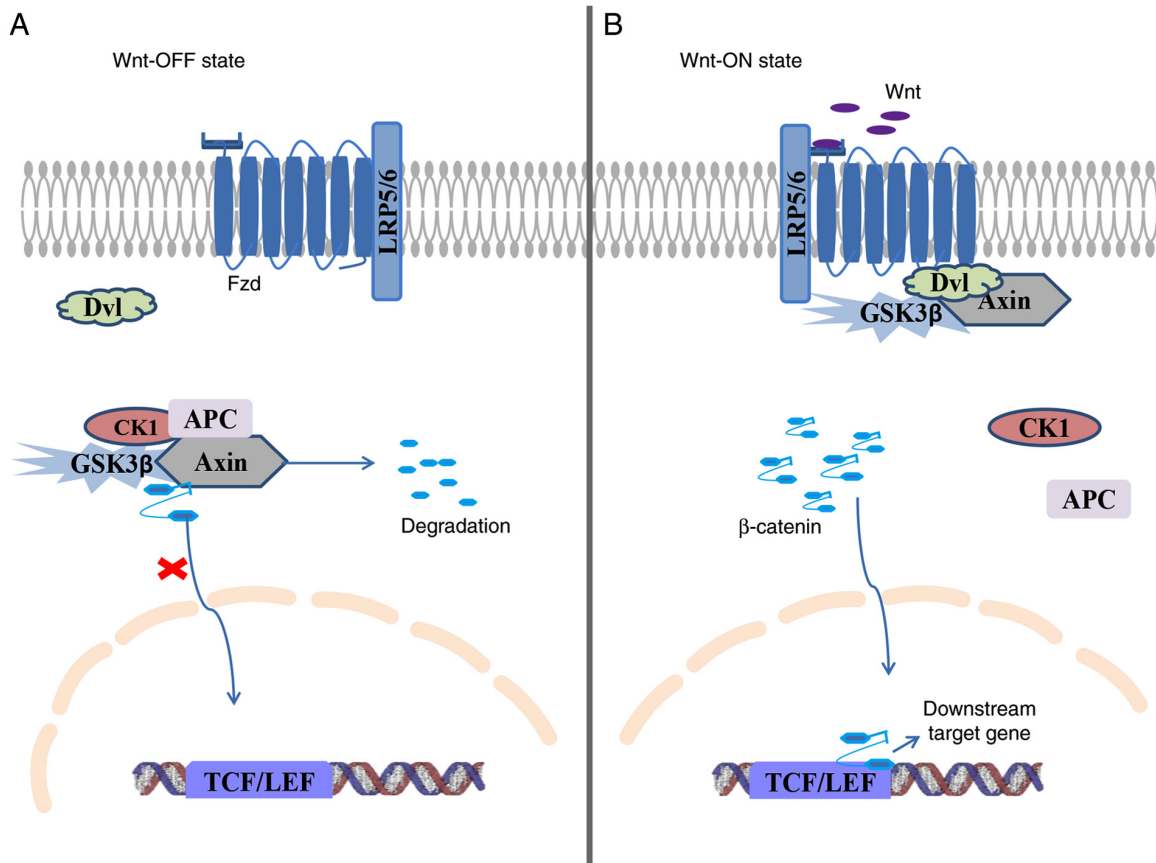 A
Wnt-OFF state
LRP5/6
Fzd
Dvl
CK1
APC
GSK3β
Axin
Degradation
TCF/LEF
B
Wnt-ON state
Wnt
LRP5/6
Dvl
GSK3β
Axin
CK1
APC
β-catenin
Downstream
target gene
TCF/LEF